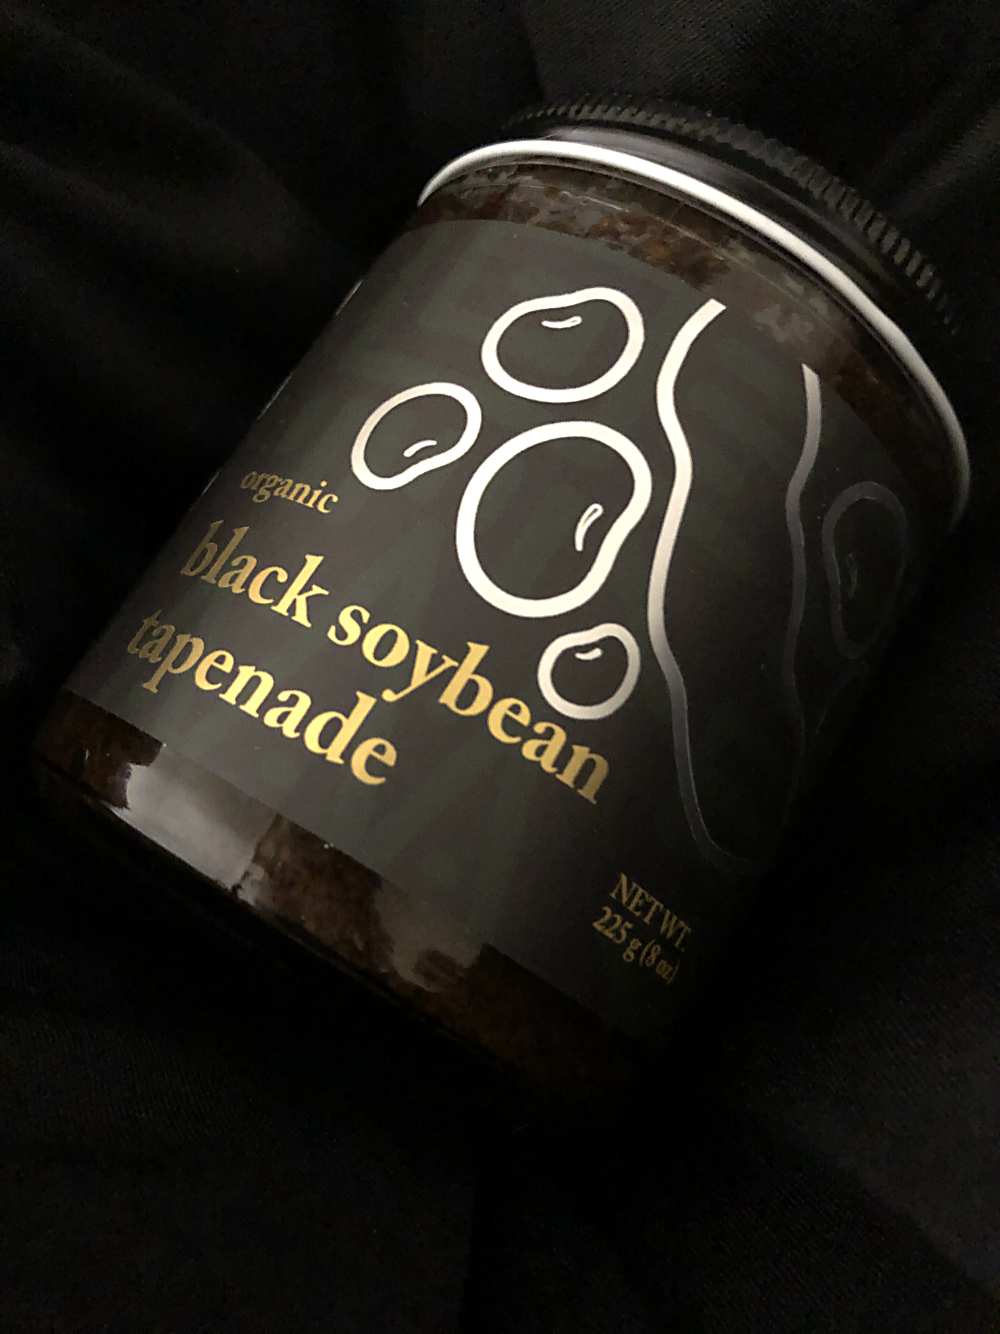 organic
black soybean
tapenade
NET WT.
225 g (8 oz)